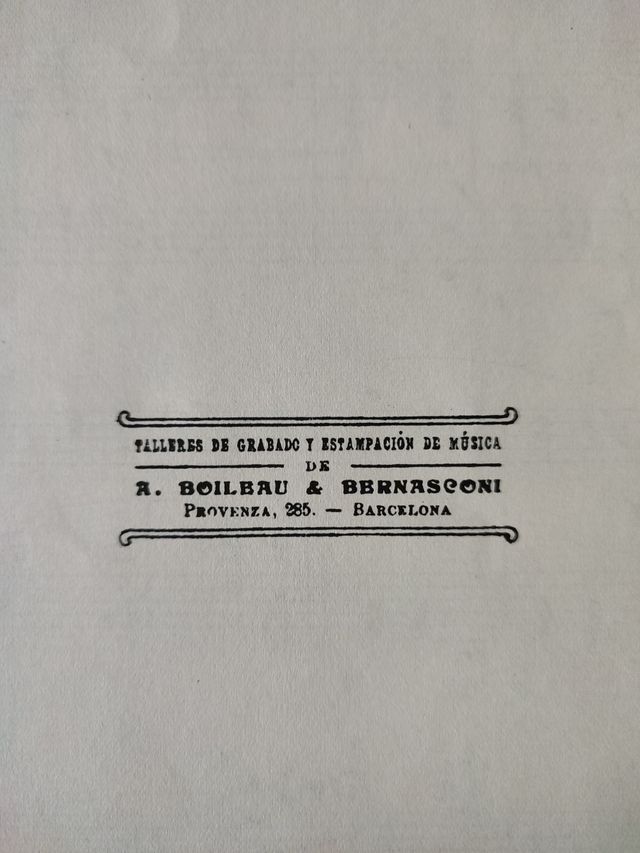 TALLERES DE GRABADO Y ESTAMPACIÓN DE MÚSICA
DE
A. BOILEAU & BERNASCONI
PROVENZA, 285. — BARCELONA